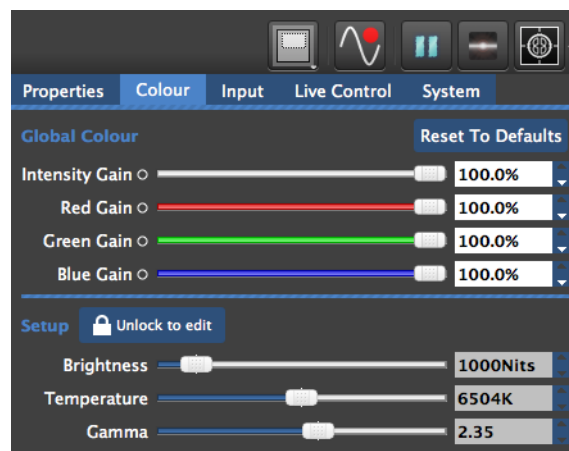 Properties Colour Input Live Control System
Global Colour Reset To Defaults
Intensity Gain 100.0%
Red Gain 100.0%
Green Gain 100.0%
Blue Gain 100.0%
Setup Unlock to edit
Brightness 1000Nits
Temperature 6504K
Gamma 2.35